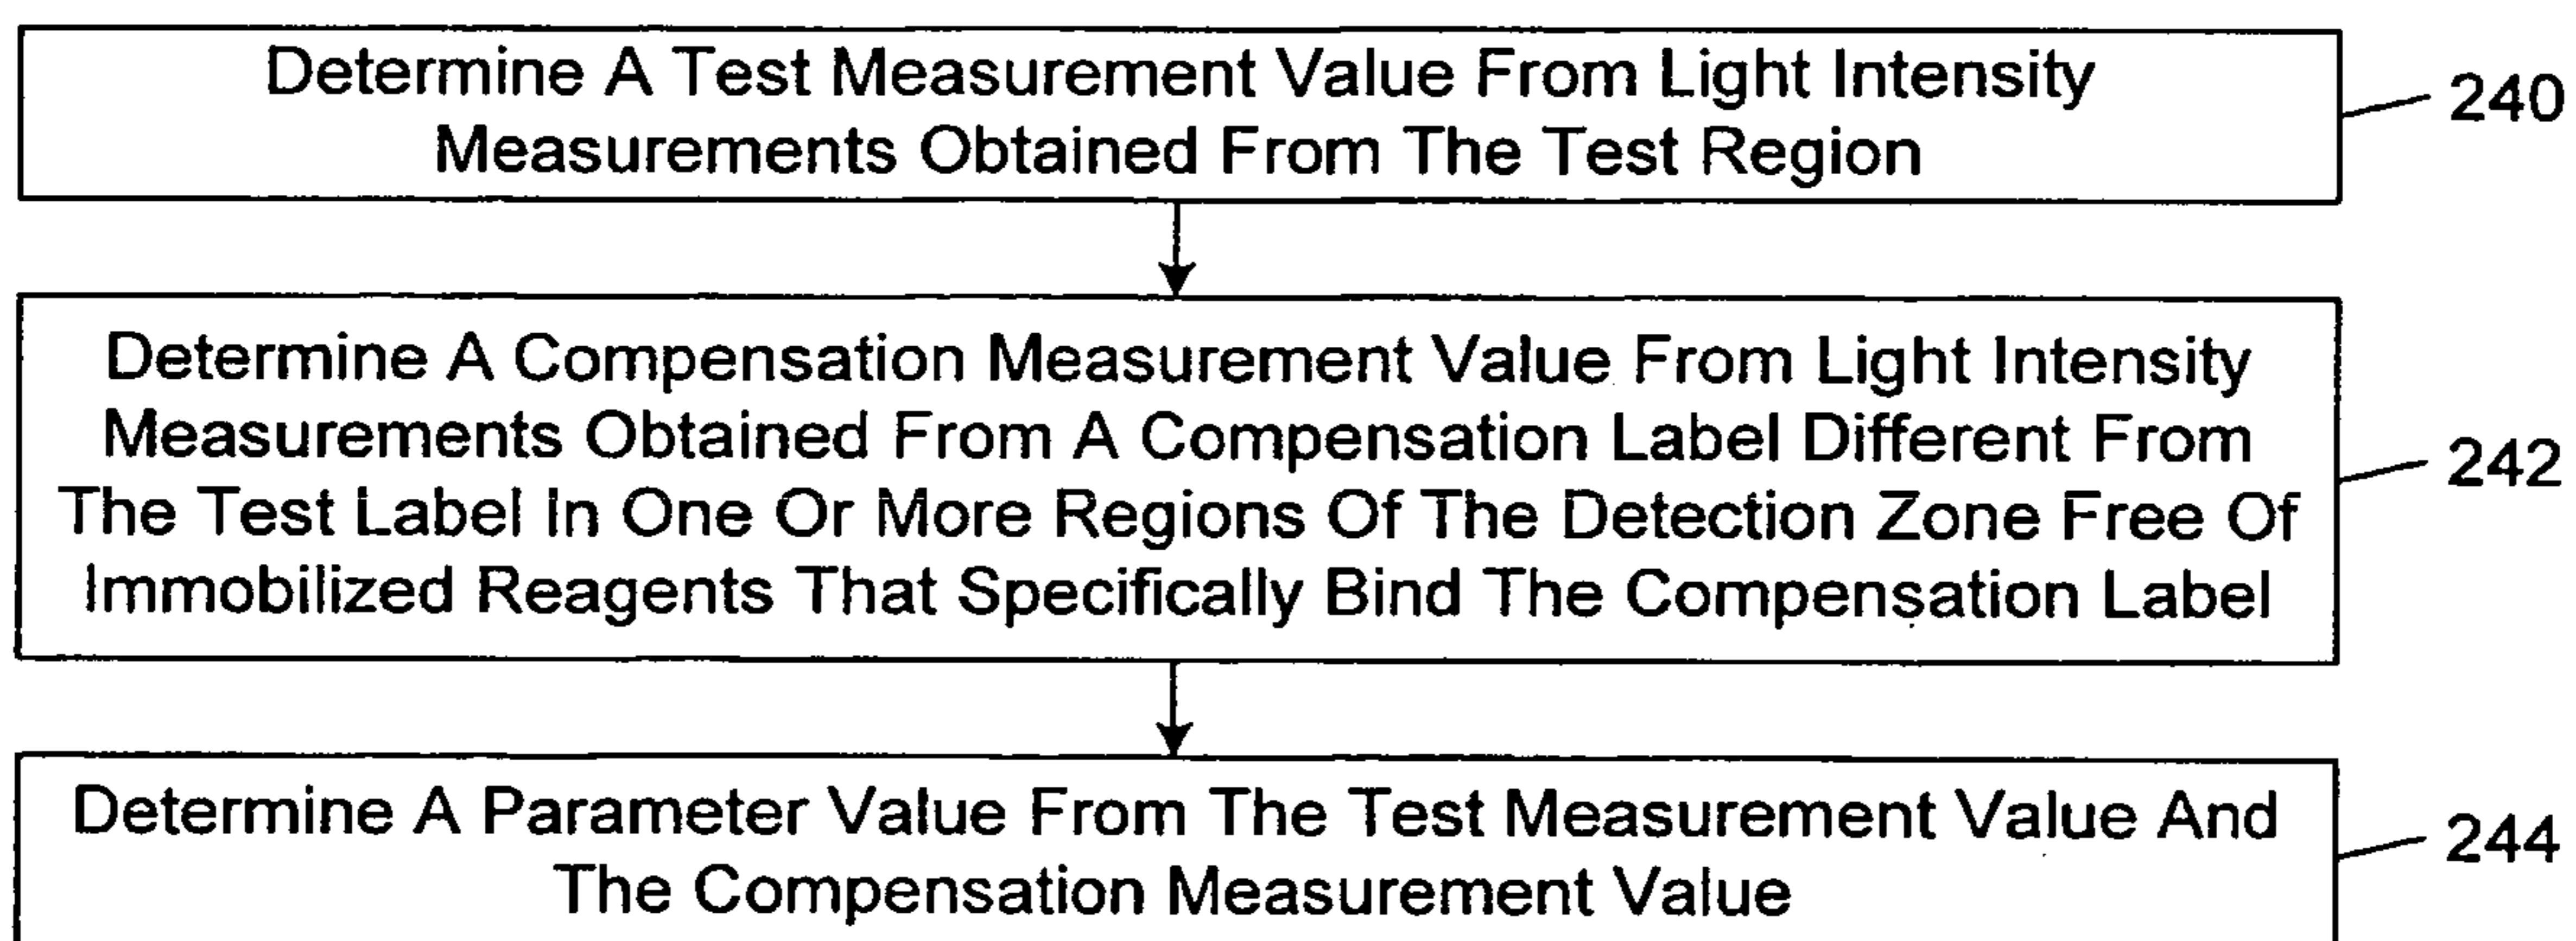 Determine A Test Measurement Value From Light Intensity
Measurements Obtained From The Test Region
240
Determine A Compensation Measurement Value From Light Intensity
Measurements Obtained From A Compensation Label Different From
The Test Label In One Or More Regions Of The Detection Zone Free Of
Immobilized Reagents That Specifically Bind The Compensation Label
242
Determine A Parameter Value From The Test Measurement Value And
The Compensation Measurement Value
244